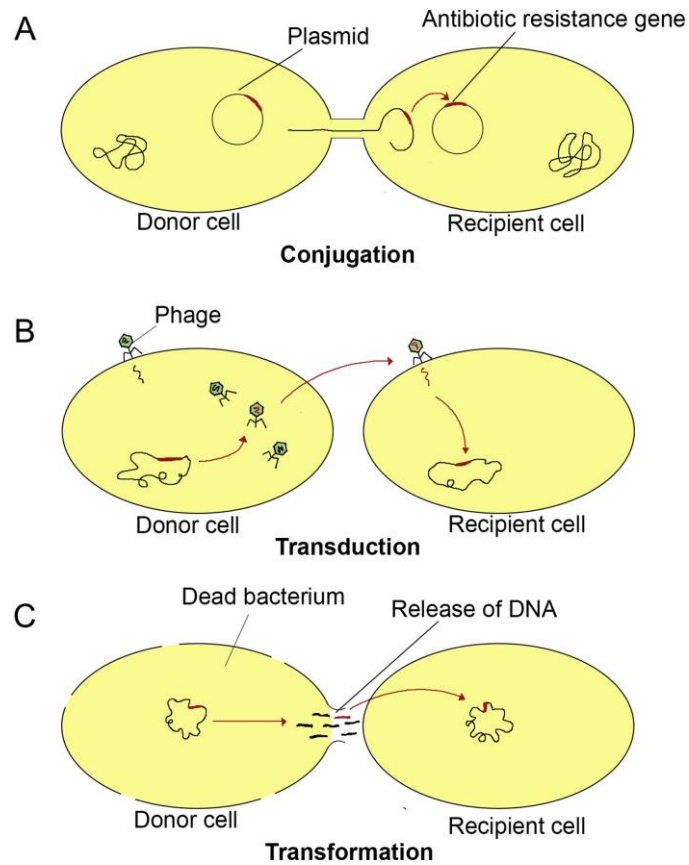 A
Plasmid
Antibiotic resistance gene
Donor cell
Recipient cell
Conjugation
B
Phage
Donor cell
Recipient cell
Transduction
C
Dead bacterium
Release of DNA
Donor cell
Recipient cell
Transformation